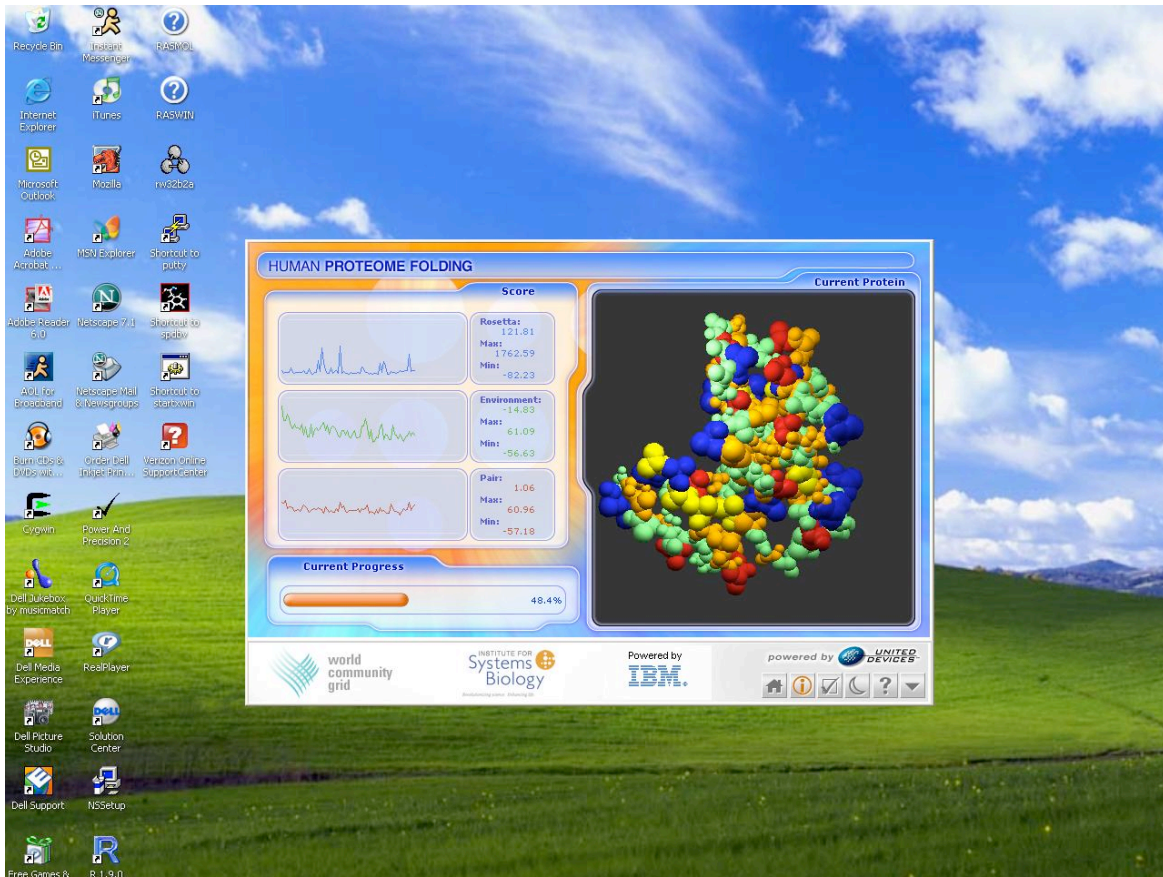 Recycle Bin
Instant
Messenger
RASMOL
Internet
Explorer
iTunes
RASWIN
Microsoft
Outlook
Mozilla
rw32b2a
Adobe
Acrobat ...
MSN Explorer
Shortcut to
putty
Adobe Reader
6.0
Netscape 7.1
Shortcut to
spdbv
AOL for
Broadband
Netscape Mail
& Newsgroups
Shortcut to
startxwin
Burn CDs &
DVDs wit...
Order Dell
Inkjet Prin...
Verizon Online
SupportCenter
Cygwin
Power And
Precision 2
Dell Jukebox
by musicmatch
QuickTime
Player
Dell Media
Experience
RealPlayer
Dell Picture
Studio
Solution
Center
Dell Support
NSSetup
Free Games &
R 1.9.0
HUMAN PROTEOME FOLDING
Score
Rosetta:
121.81
Max:
1762.59
Min:
-82.23
Environment:
-14.83
Max:
61.09
Min:
-56.63
Pair:
1.06
Max:
60.96
Min:
-57.18
Current Progress
48.4%
Current Protein
world
community
grid
INSTITUTE FOR
Systems
Biology
Powered by
IBM
powered by UNITED
DEVICES